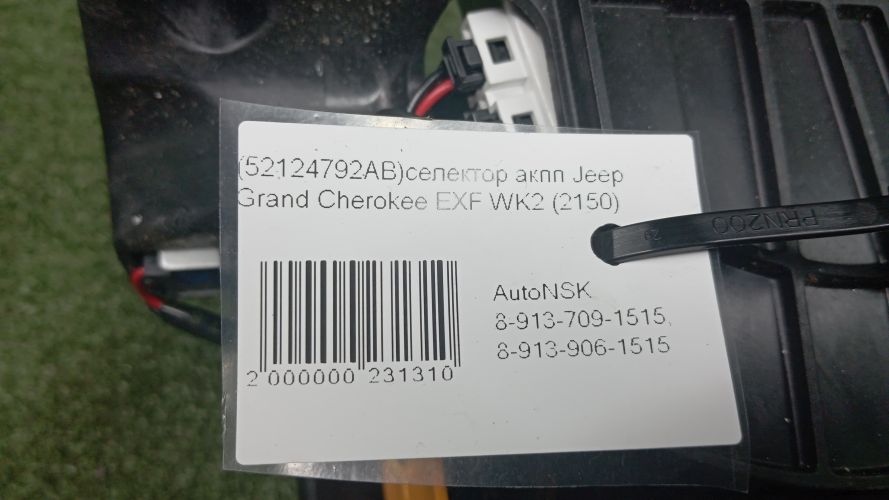 (52124792AB)селектор акпп Jeep
Grand Cherokee EXF WK2 (2150)
AutoNSK
8-913-709-1515,
8-913-906-1515
2 000000 231310
PRN200